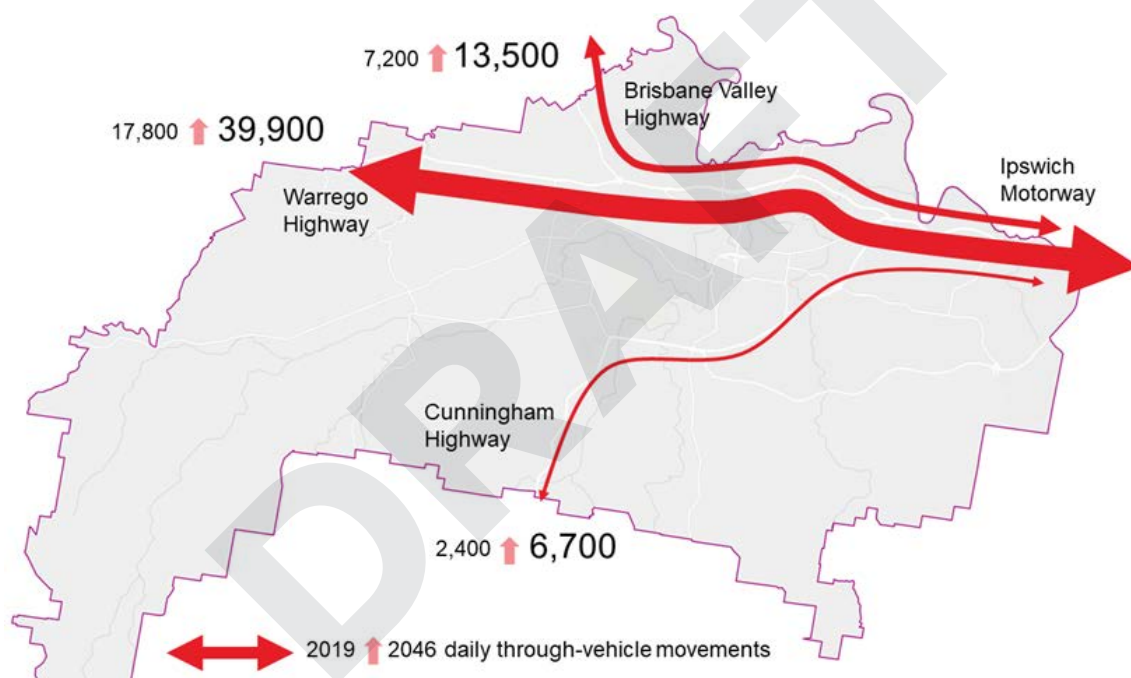 7,200 13,500
Brisbane Valley
Highway
17,800 39,900
Ipswich
Motorway
Warrego
Highway
Cunningham
Highway
2,400 6,700
2019 2046 daily through-vehicle movements
DRAFT